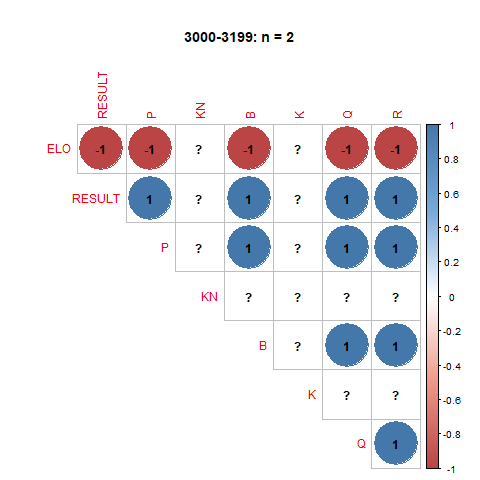 3000-3199: n = 2
RESULT P KN B K Q R
ELO -1 -1 ? -1 ? -1 -1
RESULT 1 ? 1 ? 1 1
P ? 1 ? 1 1
KN ? ? ? ?
B ? 1 1
K ? ?
Q 1
1
0.8
0.6
0.4
0.2
0
-0.2
-0.4
-0.6
-0.8
-1